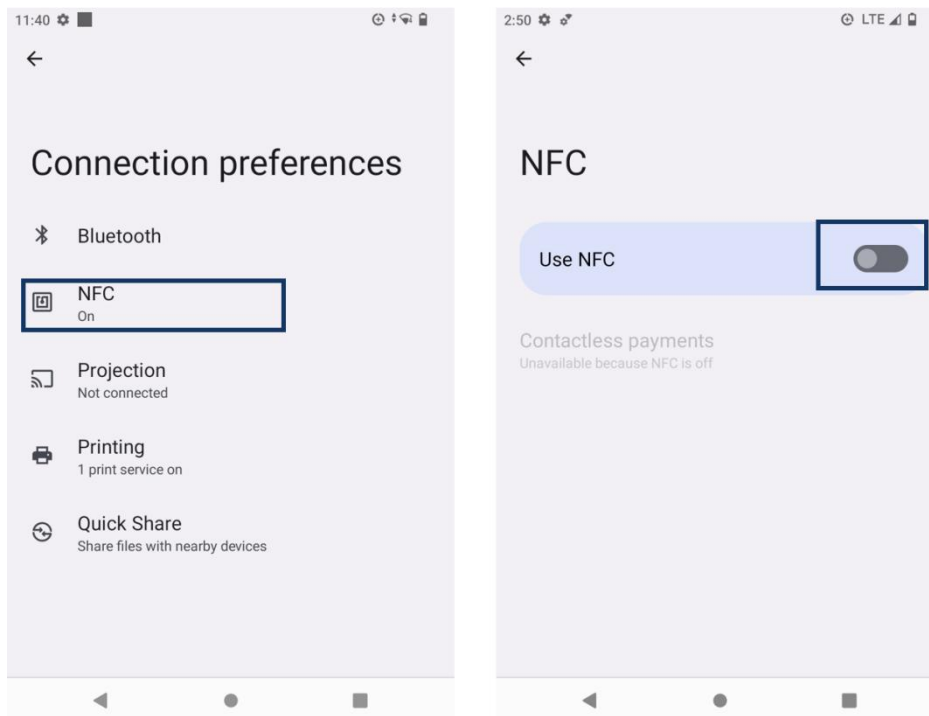 11:40
Connection preferences
Bluetooth
NFC
On
Projection
Not connected
Printing
1 print service on
Quick Share
Share files with nearby devices
2:50
LTE
NFC
Use NFC
Contactless payments
Unavailable because NFC is off